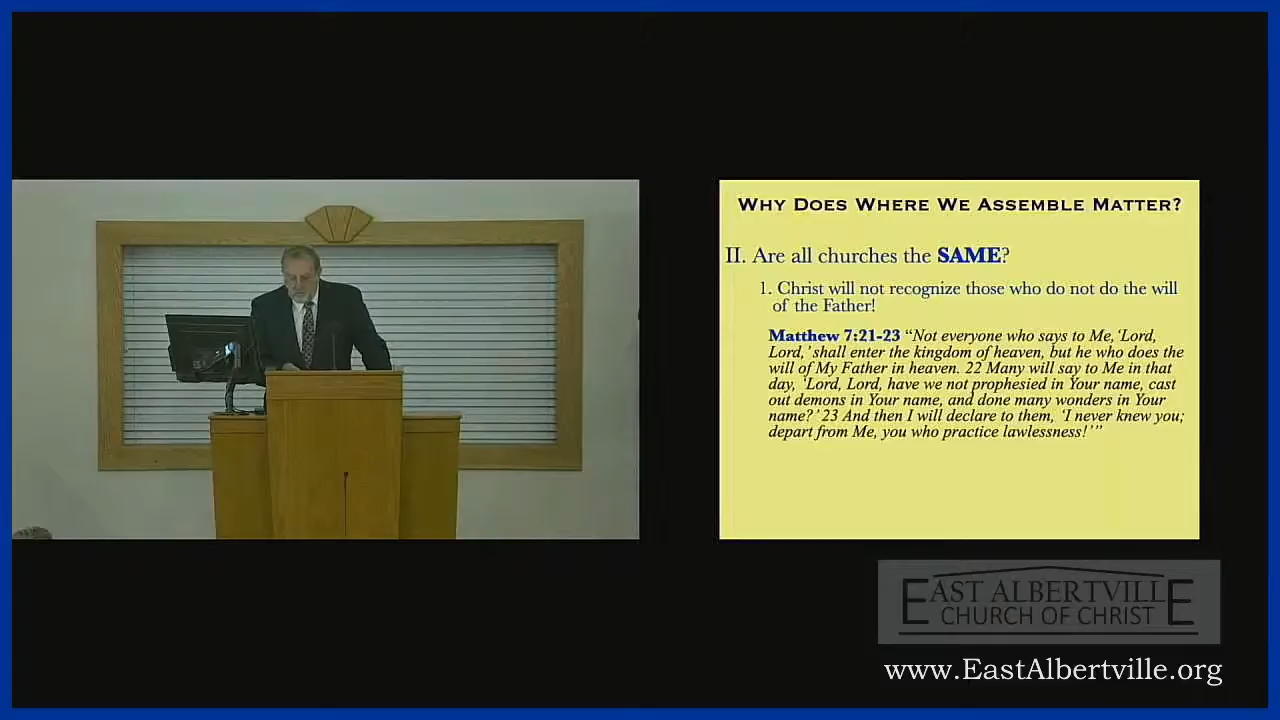 WHY DOES WHERE WE ASSEMBLE MATTER?
II. Are all churches the SAME?
1. Christ will not recognize those who do not do the will
of the Father!
Matthew 7:21-23 “Not everyone who says to Me, ‘Lord,
Lord,’ shall enter the kingdom of heaven, but he who does the
will of My Father in heaven. 22 Many will say to Me in that
day, ‘Lord, Lord, have we not prophesied in Your name, cast
out demons in Your name, and done many wonders in Your
name?’ 23 And then I will declare to them, ‘I never knew you;
depart from Me, you who practice lawlessness!’”
EAST ALBERTVILLE
CHURCH OF CHRIST
www.EastAlbertville.org